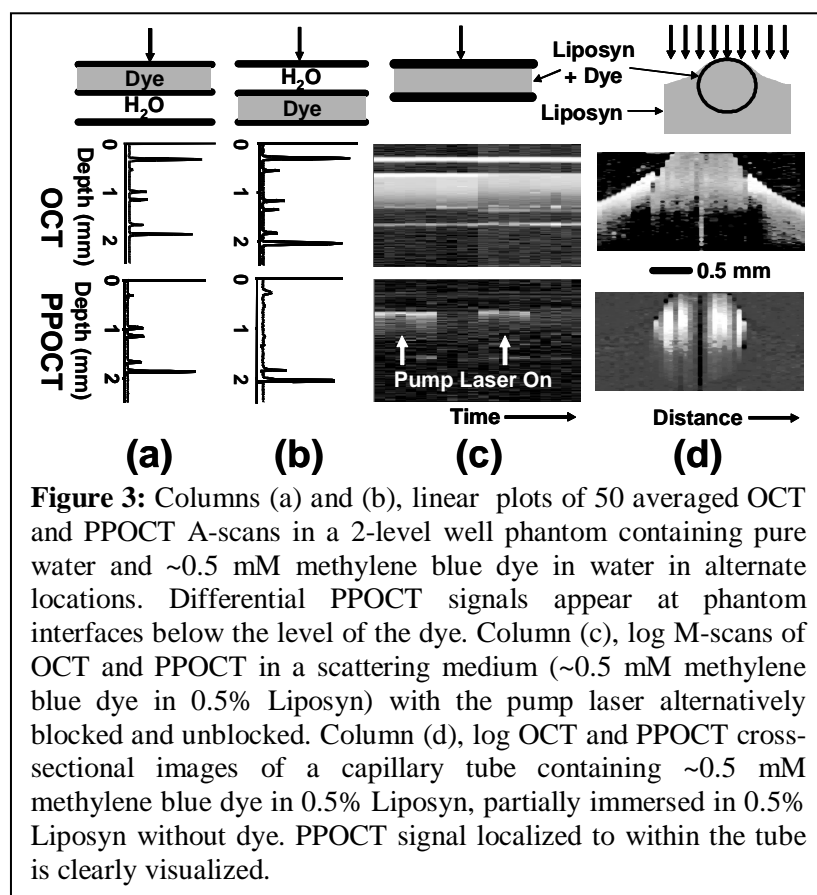 Dye
H2O
H2O
Dye
Liposyn
+ Dye
Liposyn
0
1
2
Depth (mm)
OCT
0
1
2
0.5 mm
0
1
2
Depth (mm)
PPOCT
0
1
2
Pump Laser On
Time
Distance
(a)
(b)
(c)
(d)
Figure 3: Columns (a) and (b), linear plots of 50 averaged OCT
and PPOCT A-scans in a 2-level well phantom containing pure
water and ~0.5 mM methylene blue dye in water in alternate
locations. Differential PPOCT signals appear at phantom
interfaces below the level of the dye. Column (c), log M-scans of
OCT and PPOCT in a scattering medium (~0.5 mM methylene
blue dye in 0.5% Liposyn) with the pump laser alternatively
blocked and unblocked. Column (d), log OCT and PPOCT cross-
sectional images of a capillary tube containing ~0.5 mM
methylene blue dye in 0.5% Liposyn, partially immersed in 0.5%
Liposyn without dye. PPOCT signal localized to within the tube
is clearly visualized.